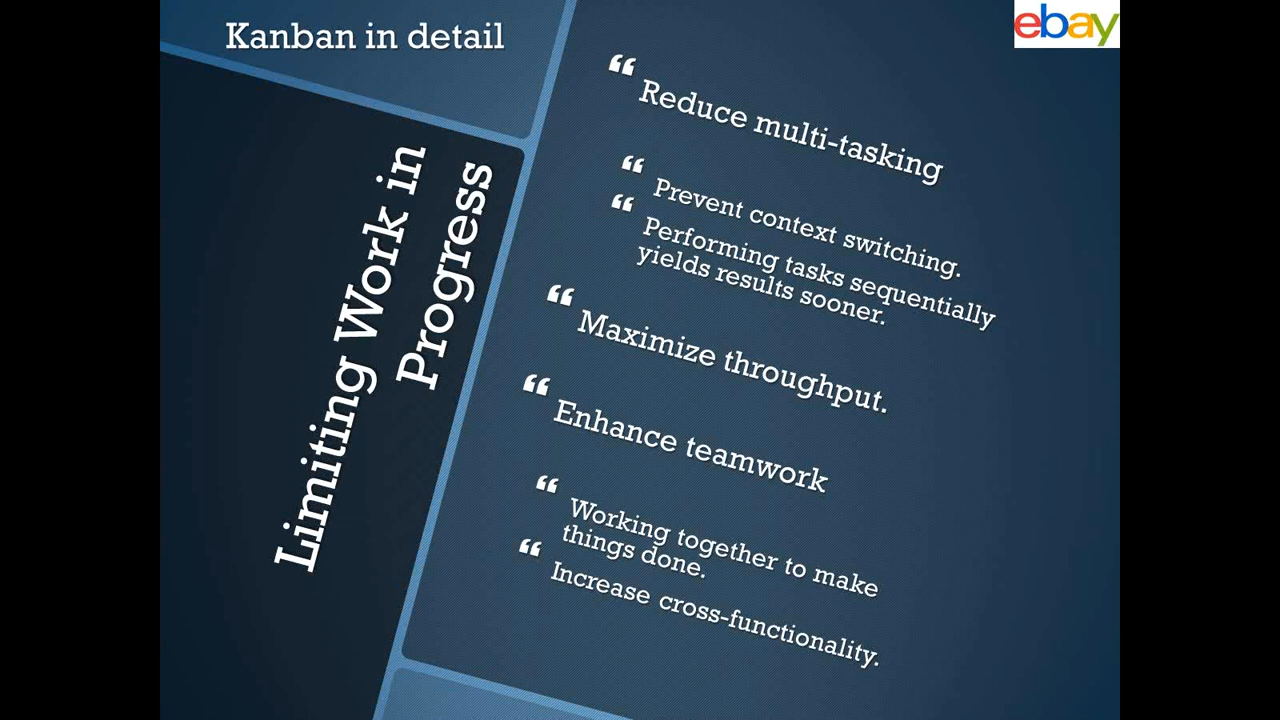 Kanban in detail
ebay
Limiting Work in
Progress
“ Reduce multi-tasking
“ Prevent context switching.
“ Performing tasks sequentially
yields results sooner.
“ Maximize throughput.
“ Enhance teamwork
“ Working together to make
things done.
“ Increase cross-functionality.